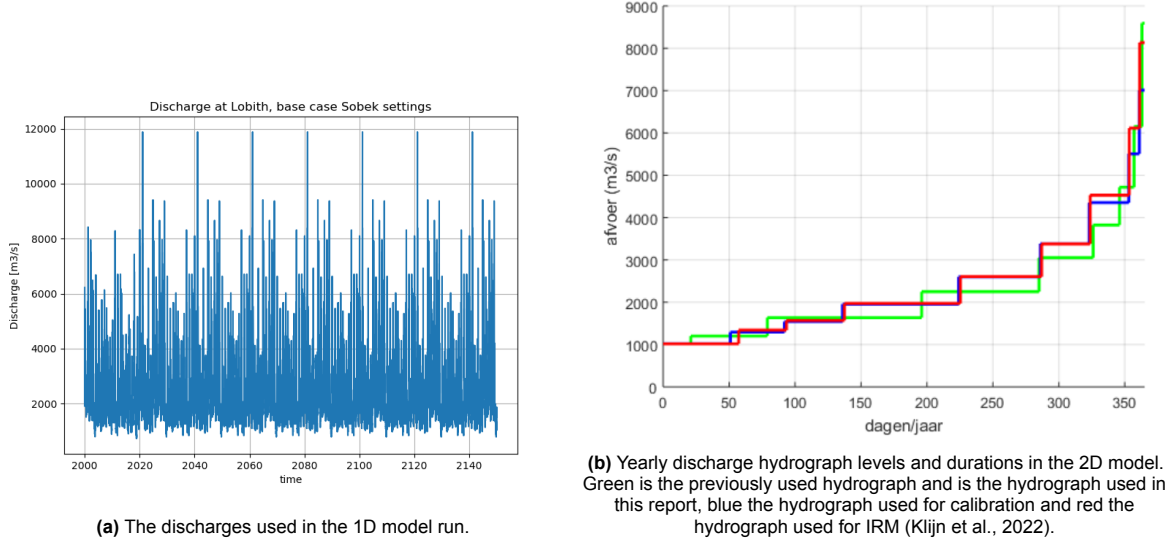 Discharge at Lobith, base case Sobek settings
12000
10000
8000
6000
4000
2000
Discharge [m3/s]
2000 2020 2040 2060 2080 2100 2120 2140
time
(a) The discharges used in the 1D model run.
9000
8000
7000
6000
5000
4000
3000
2000
1000
0
afvoer (m3/s)
0 50 100 150 200 250 300 350
dagen/jaar
(b) Yearly discharge hydrograph levels and durations in the 2D model.
Green is the previously used hydrograph and is the hydrograph used in
this report, blue the hydrograph used for calibration and red the
hydrograph used for IRM (Klijn et al., 2022).